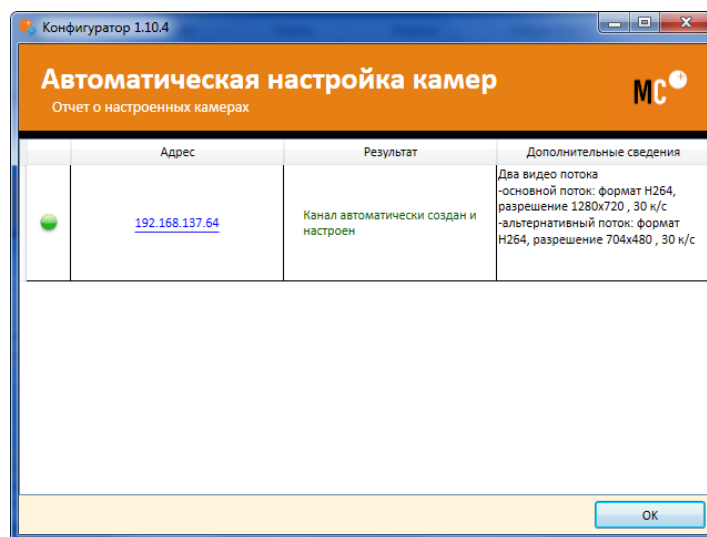 Конфигуратор 1.10.4
Автоматическая настройка камер
Отчет о настроенных камерах
MC
Адрес
Результат
Дополнительные сведения
192.168.137.64
Канал автоматически создан и
настроен
Два видео потока
-основной поток: формат H264,
разрешение 1280x720 , 30 к/с
-альтернативный поток: формат
H264, разрешение 704x480 , 30 к/с
OK